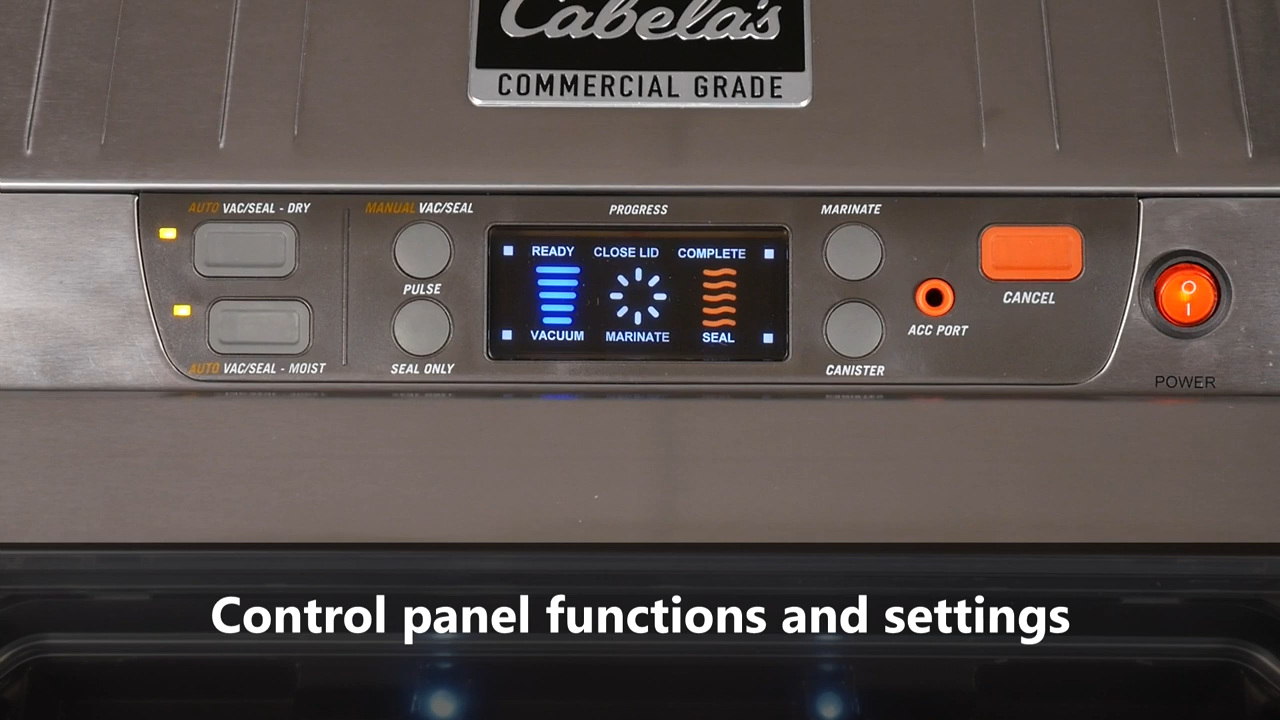 Cabela's
COMMERCIAL GRADE
AUTO VAC/SEAL - DRY
MANUAL VAC/SEAL
PROGRESS
MARINATE
READY
CLOSE LID
COMPLETE
PULSE
CANCEL
ACC PORT
VACUUM
MARINATE
SEAL
AUTO VAC/SEAL - MOIST
SEAL ONLY
CANISTER
POWER
Control panel functions and settings